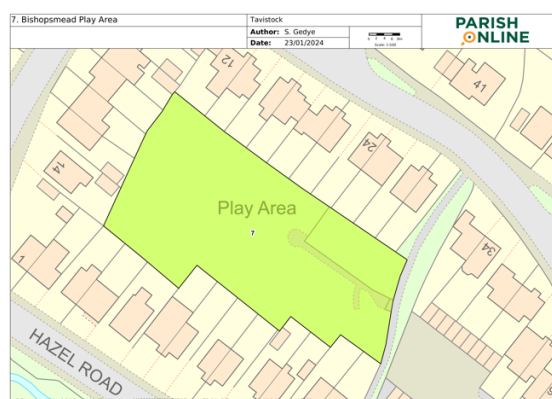 7. Bishopsmead Play Area
Tavistock
Author: S. Gedye
Date: 23/01/2024
PARISH
ONLINE
12
24
41
14
Play Area
7
34
1
HAZEL ROAD